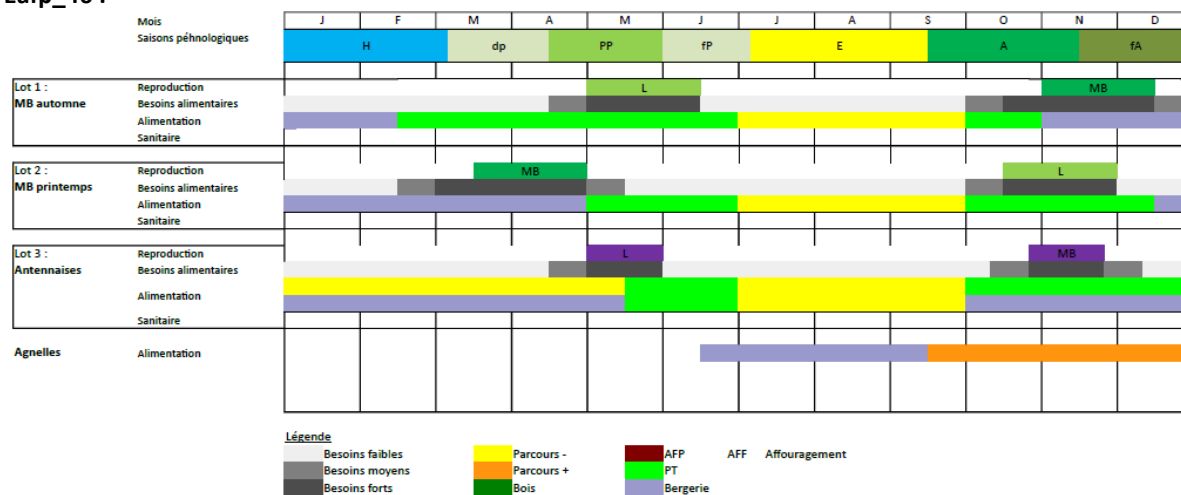 Mois J F M A M J J A S O N D
Saisons péhnologiques H dp PP fP E A fA
Lot 1 : Reproduction L MB
MB automne Besoins alimentaires
Alimentation
Sanitaire
Lot 2 : Reproduction MB L
MB printemps Besoins alimentaires
Alimentation
Sanitaire
Lot 3 : Reproduction L MB
Antennaises Besoins alimentaires
Alimentation
Sanitaire
Agnelles Alimentation
Légende
Besoins faibles Parcours - AFP AFF Affouragement
Besoins moyens Parcours + PT
Besoins forts Bois Bergerie